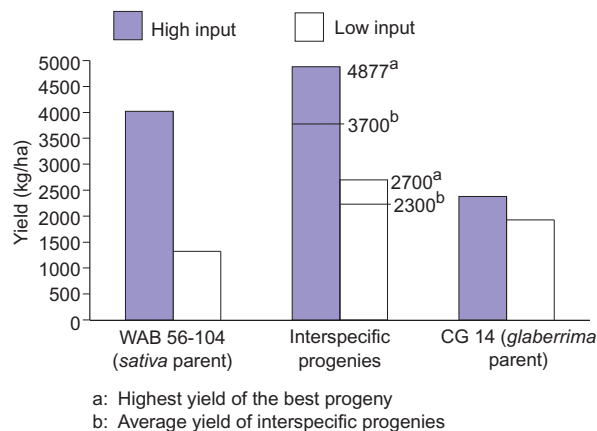 High input
Low input
Yield (kg/ha)
5000
4500
4000
3500
3000
2500
2000
1500
1000
500
0
4877a
3700b
2700a
2300b
WAB 56-104
(sativa parent)
Interspecific
progenies
CG 14 (glaberrima
parent)
a: Highest yield of the best progeny
b: Average yield of interspecific progenies